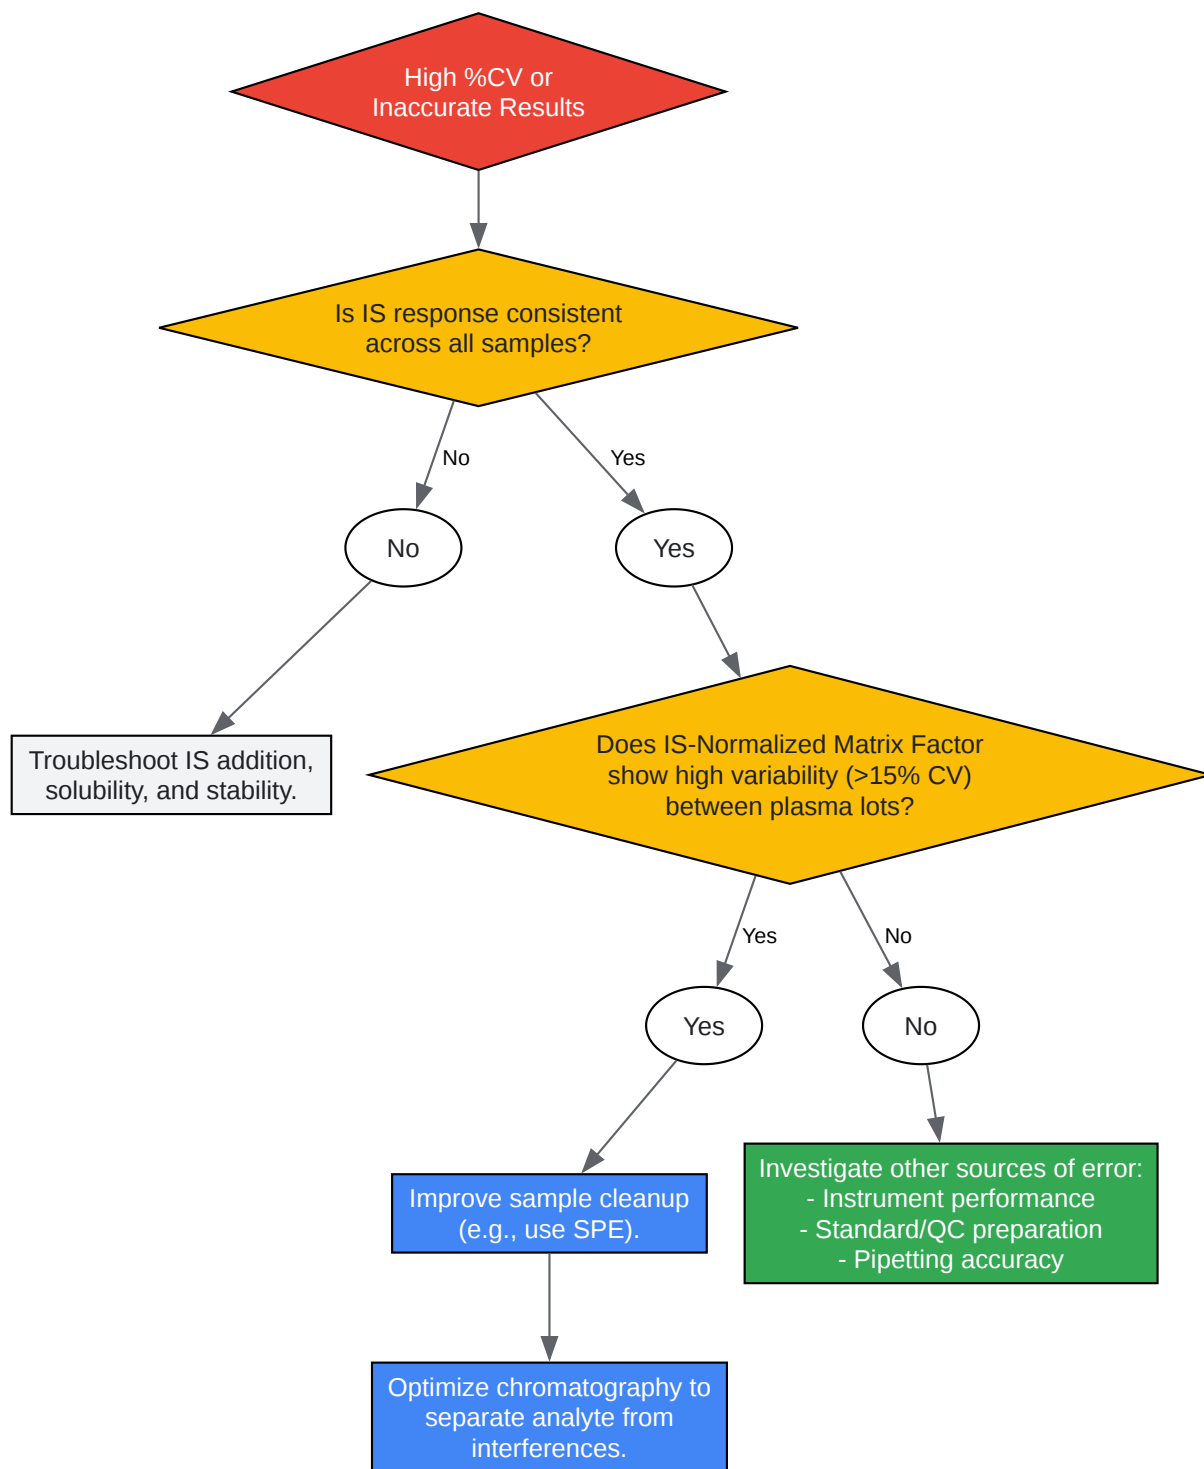 High %CV or
Inaccurate Results
Is IS response consistent
across all samples?
No
Yes
No
Yes
Troubleshoot IS addition,
solubility, and stability.
Does IS-Normalized Matrix Factor
show high variability (>15% CV)
between plasma lots?
Yes
No
Yes
No
Improve sample cleanup
(e.g., use SPE).
Investigate other sources of error:
- Instrument performance
- Standard/QC preparation
- Pipetting accuracy
Optimize chromatography to
separate analyte from
interferences.